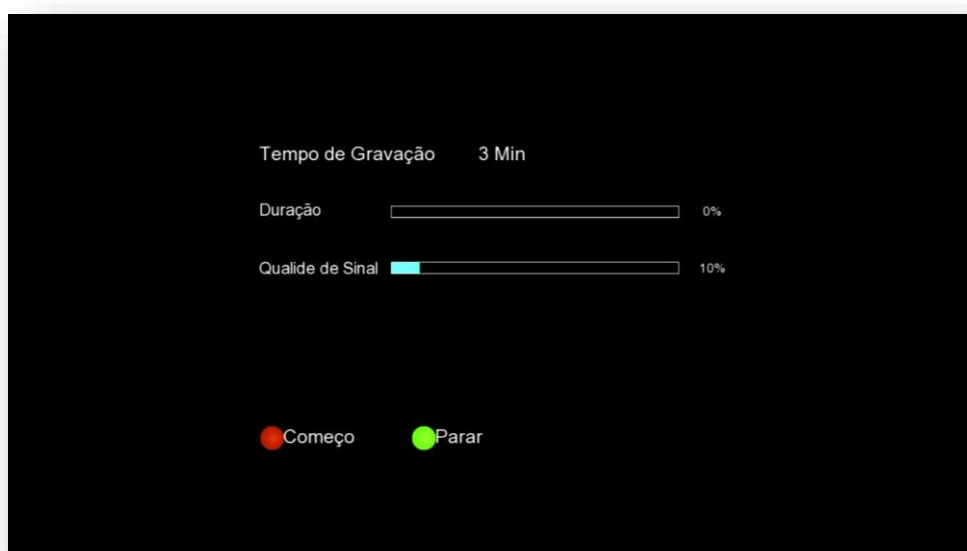 Tempo de Gravação 3 Min
Duração 0%
Qualide de Sinal 10%
Começo Parar